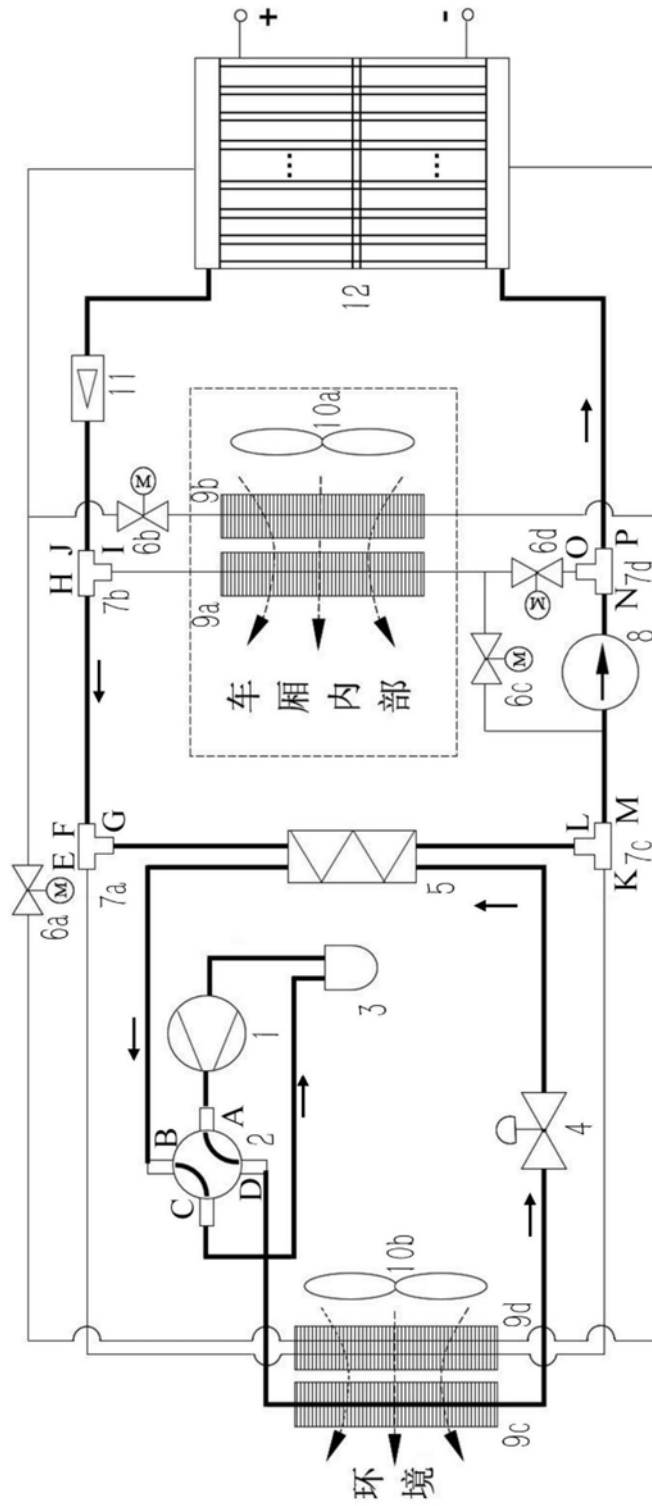 +
-
...
...
12
11
10a
M
6b
9b
J
I
H
7b
9a
M
6d
O
P
N
7d
M
6c
8
车厢内部
F
G
E
7a
M
6a
5
L
M
K
7c
1
3
A
B
C
D
2
4
10b
9d
9c
环境